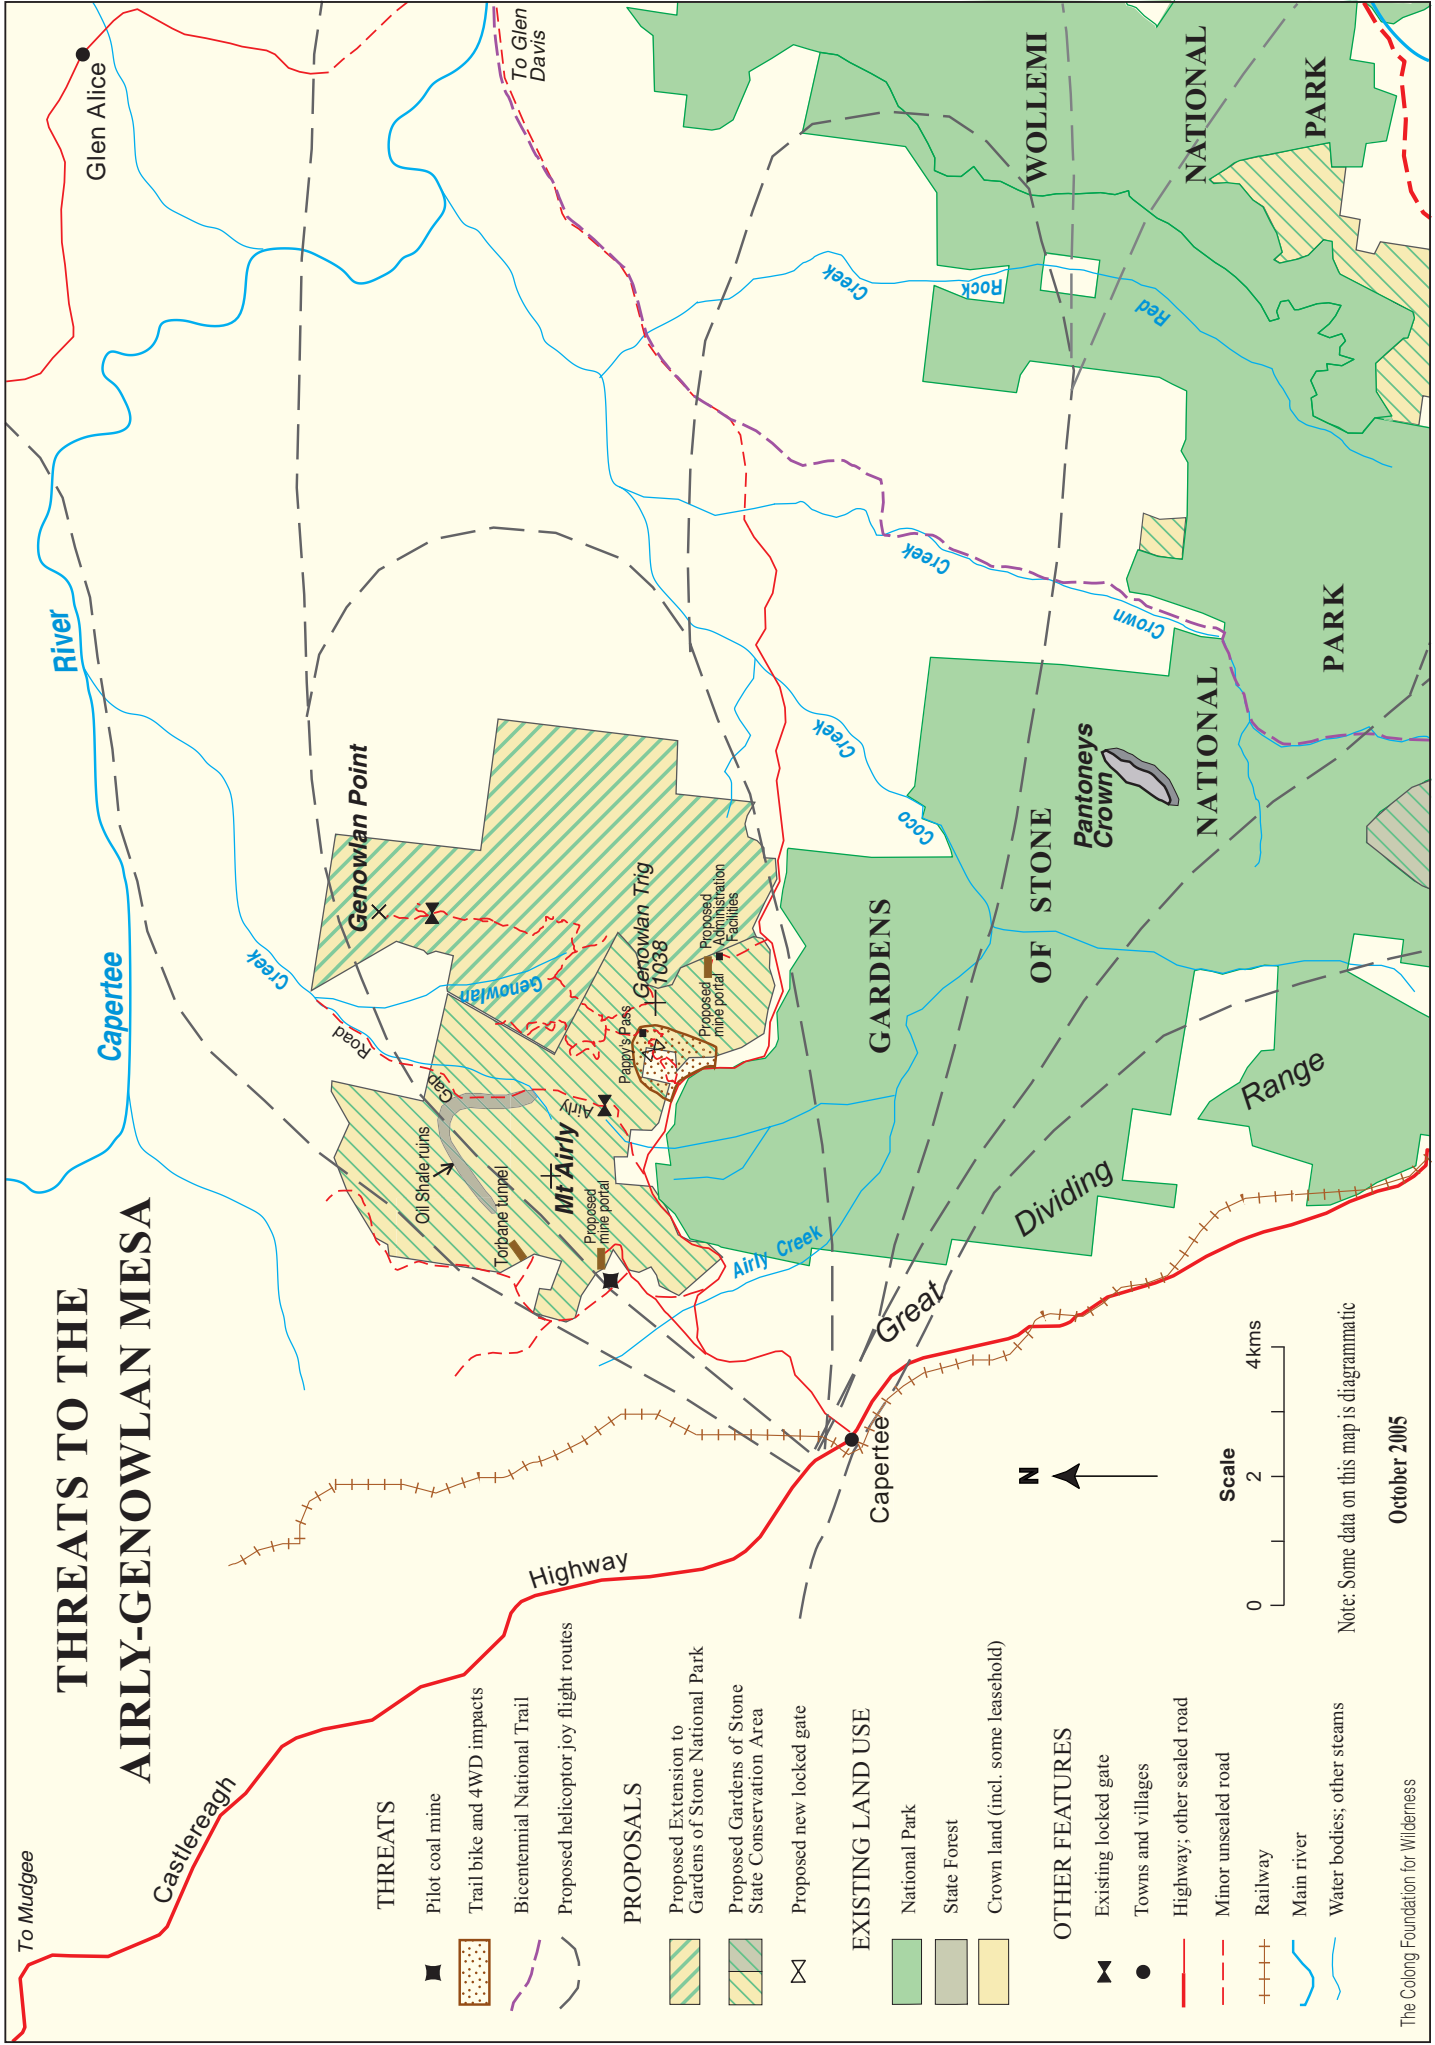 THREATS TO THE
AIRLY-GENOWLAN MESA
To Mudgee
Castlereagh
Highway
Capertee
River
Glen Alice
To Glen
Davis
Creek
Road
Gap
Airly
Genowlan Point
Genowlan
Genowlan Trig
1038
Pappy's Pass
Proposed
Administration
Facilities
Proposed
mine portal
Oil Shale ruins
Torbane tunnel
Mt Airly
Proposed
mine portal
Airly Creek
Capertee
Great
Dividing
Range
GARDENS
OF STONE
NATIONAL
PARK
Pantoneys
Crown
Coco
Creek
Crown
Creek
Red
Rock
Creek
WOLLEMI
NATIONAL
PARK
THREATS
Pilot coal mine
Trail bike and 4WD impacts
Bicentennial National Trail
Proposed helicoptor joy flight routes
PROPOSALS
Proposed Extension to
Gardens of Stone National Park
Proposed Gardens of Stone
State Conservation Area
Proposed new locked gate
EXISTING LAND USE
National Park
State Forest
Crown land (incl. some leasehold)
OTHER FEATURES
Existing locked gate
Towns and villages
Highway; other sealed road
Minor unsealed road
Railway
Main river
Water bodies; other steams
N
Scale
0 2 4kms
Note: Some data on this map is diagrammatic
October 2005
The Colong Foundation for Wilderness